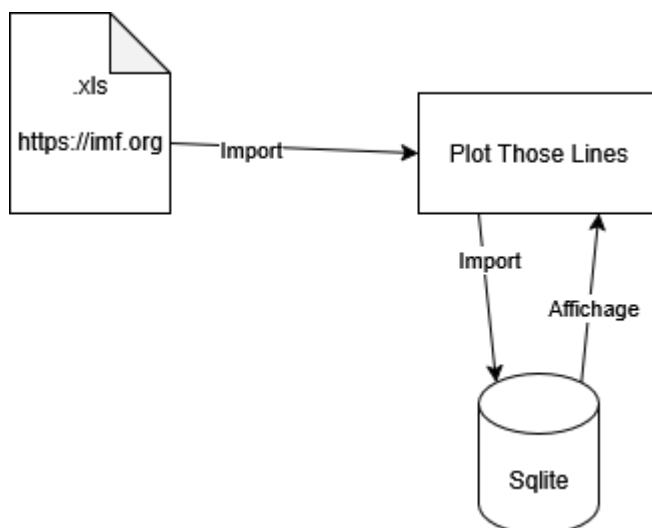 .xls
https://imf.org
Import
Plot Those Lines
Import
Affichage
Sqlite